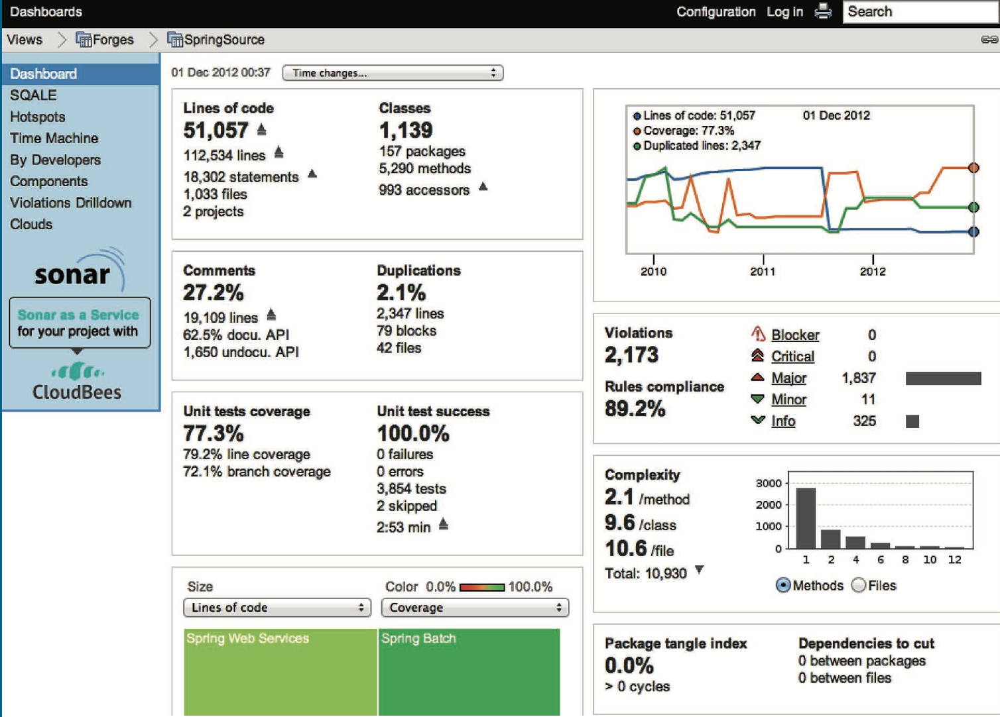 Dashboards
Configuration Log in Search
Views Forges SpringSource
Dashboard
SQALE
Hotspots
Time Machine
By Developers
Components
Violations Drilldown
Clouds
sonar
Sonar as a Service
for your project with
CloudBees
01 Dec 2012 00:37 Time changes...
Lines of code
51,057
112,534 lines
18,302 statements
1,033 files
2 projects
Classes
1,139
157 packages
5,290 methods
993 accessors
Comments
27.2%
19,109 lines
62.5% docu. API
1,650 undocu. API
Duplications
2.1%
2,347 lines
79 blocks
42 files
Unit tests coverage
77.3%
79.2% line coverage
72.1% branch coverage
Unit test success
100.0%
0 failures
0 errors
3,854 tests
2 skipped
2:53 min
Size
Lines of code
Color 0.0% 100.0%
Coverage
Spring Web Services
Spring Batch
Lines of code: 51,057 01 Dec 2012
Coverage: 77.3%
Duplicated lines: 2,347
2010 2011 2012
Violations
2,173
Rules compliance
89.2%
Blocker 0
Critical 0
Major 1,837
Minor 11
Info 325
Complexity
2.1 /method
9.6 /class
10.6 /file
Total: 10,930
3000
2000
1000
0
1 2 4 6 8 10 12
Methods Files
Package tangle index
0.0%
> 0 cycles
Dependencies to cut
0 between packages
0 between files